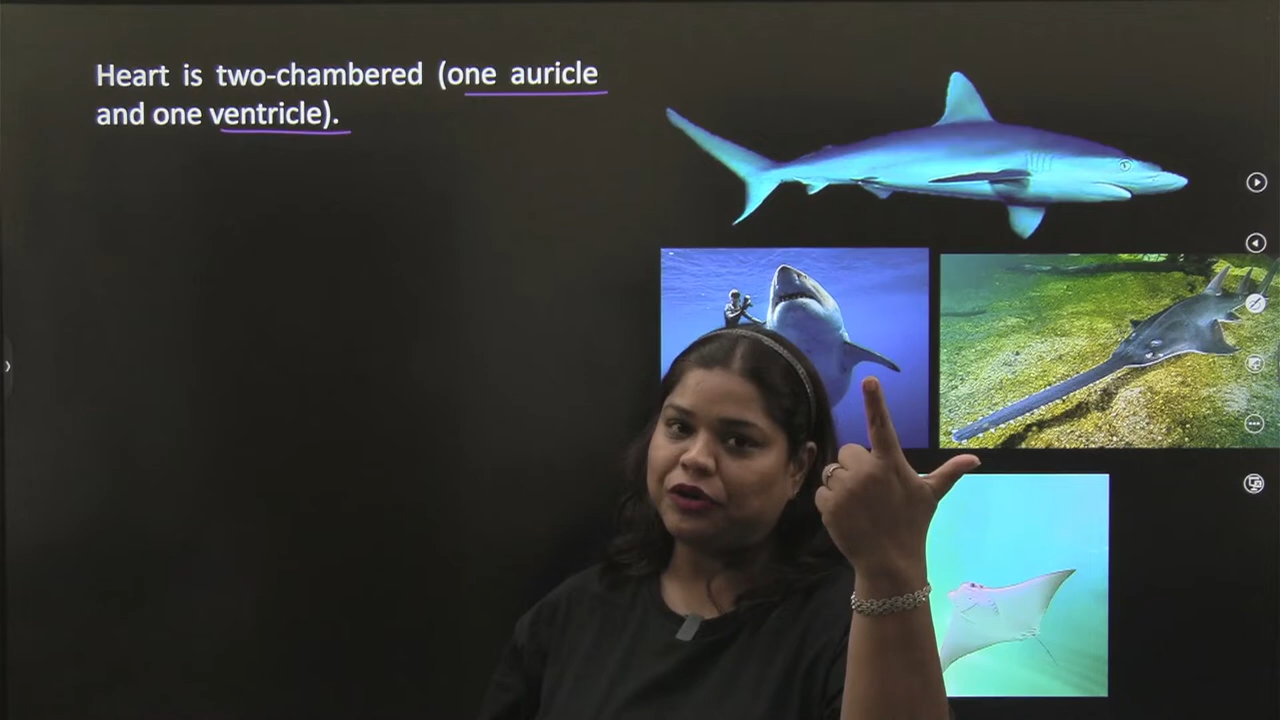 Heart is two-chambered (one auricle
and one ventricle).